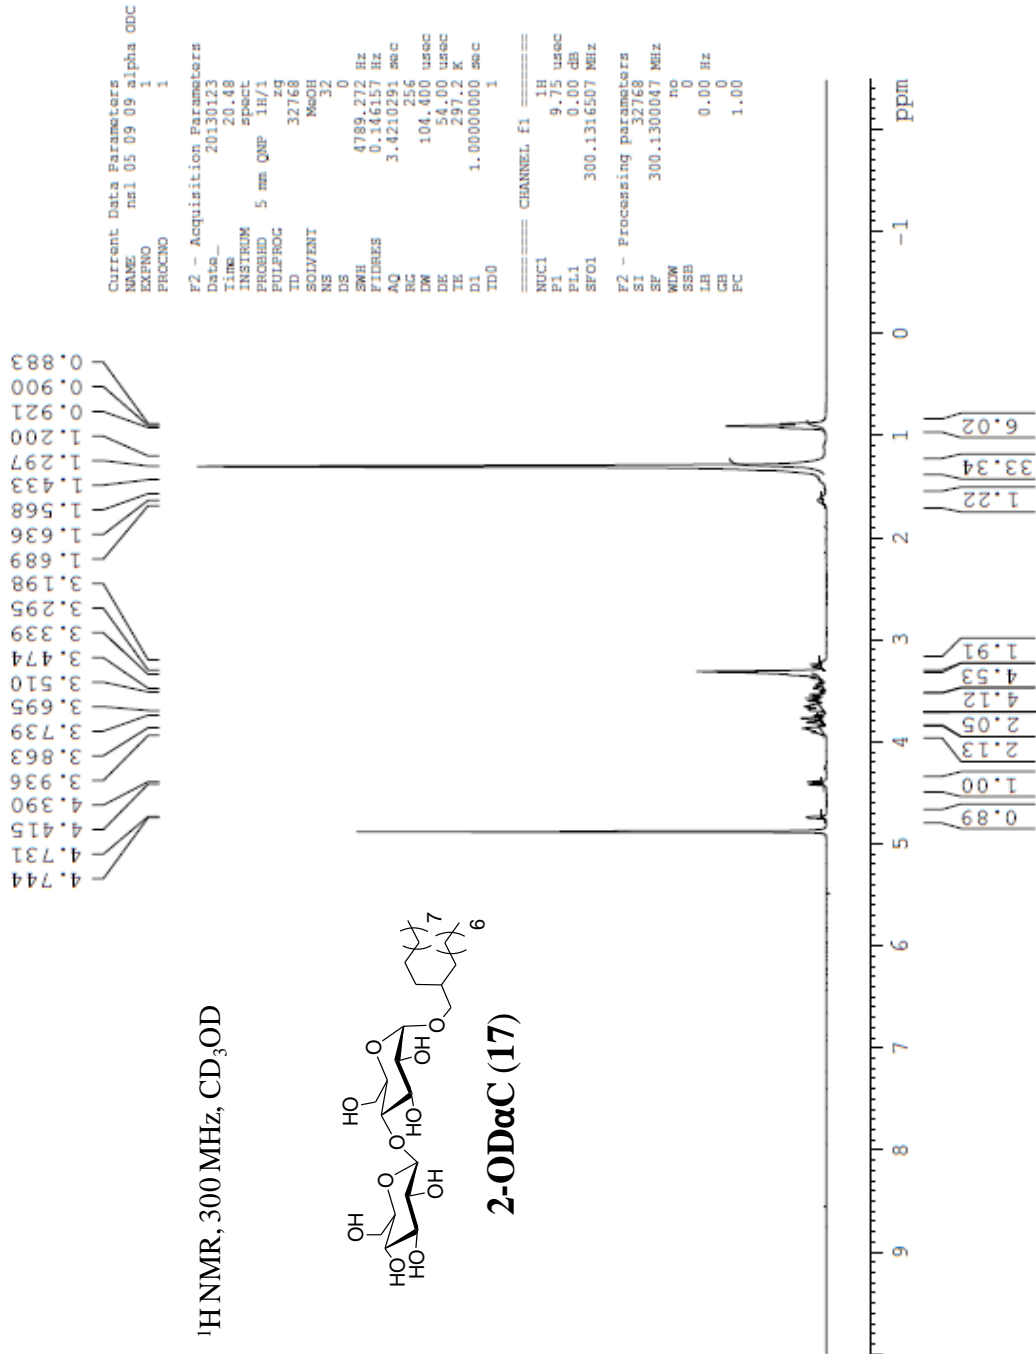 ¹H NMR, 300 MHz, CD₃OD
4.744
4.731
4.415
4.390
3.936
3.863
3.739
3.695
3.510
3.474
3.339
3.295
3.198
1.689
1.636
1.568
1.433
1.297
1.200
0.921
0.900
0.883
Current Data Parameters
NAME nsl 05 09 09 alpha ODC
EXPNO 1
PROCNO 1
F2 - Acquisition Parameters
Date_ 20130123
Time 20.48
INSTRUM spect
PROBHD 5 mm QNP 1H/1
PULPROG zg
TD 32768
SOLVENT MeOH
NS 32
DS 0
SWH 4789.272 Hz
FIDRES 0.146157 Hz
AQ 3.4210291 sec
RG 256
DW 104.400 usec
DE 54.00 usec
TE 297.2 K
D1 1.00000000 sec
TD0 1
======== CHANNEL f1 ========
NUC1 1H
P1 9.75 usec
PL1 0.00 dB
SFO1 300.1316507 MHz
F2 - Processing parameters
SI 32768
SF 300.1300047 MHz
WDW no
SSB 0
LB 0.00 Hz
GB 0
PC 1.00
OH
HO
HO
O
OH
O
HO
HO
O
OH
O
7
6
2-ODαC (17)
9 8 7 6 5 4 3 2 1 0 -1 ppm
0.89
1.00
2.13
2.05
4.12
4.53
1.91
1.22
33.34
6.02